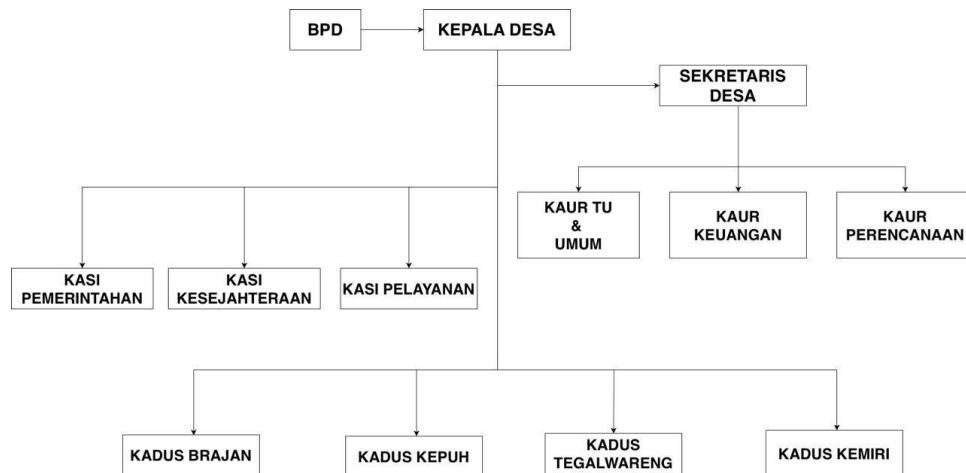 BPD
KEPALA DESA
SEKRETARIS
DESA
KAUR TU
&
UMUM
KAUR
KEUANGAN
KAUR
PERENCANAAN
KASI
PEMERINTAHAN
KASI
KESEJAHTERAAN
KASI PELAYANAN
KADUS BRAJAN
KADUS KEPUH
KADUS
TEGALWARENG
KADUS KEMIRI